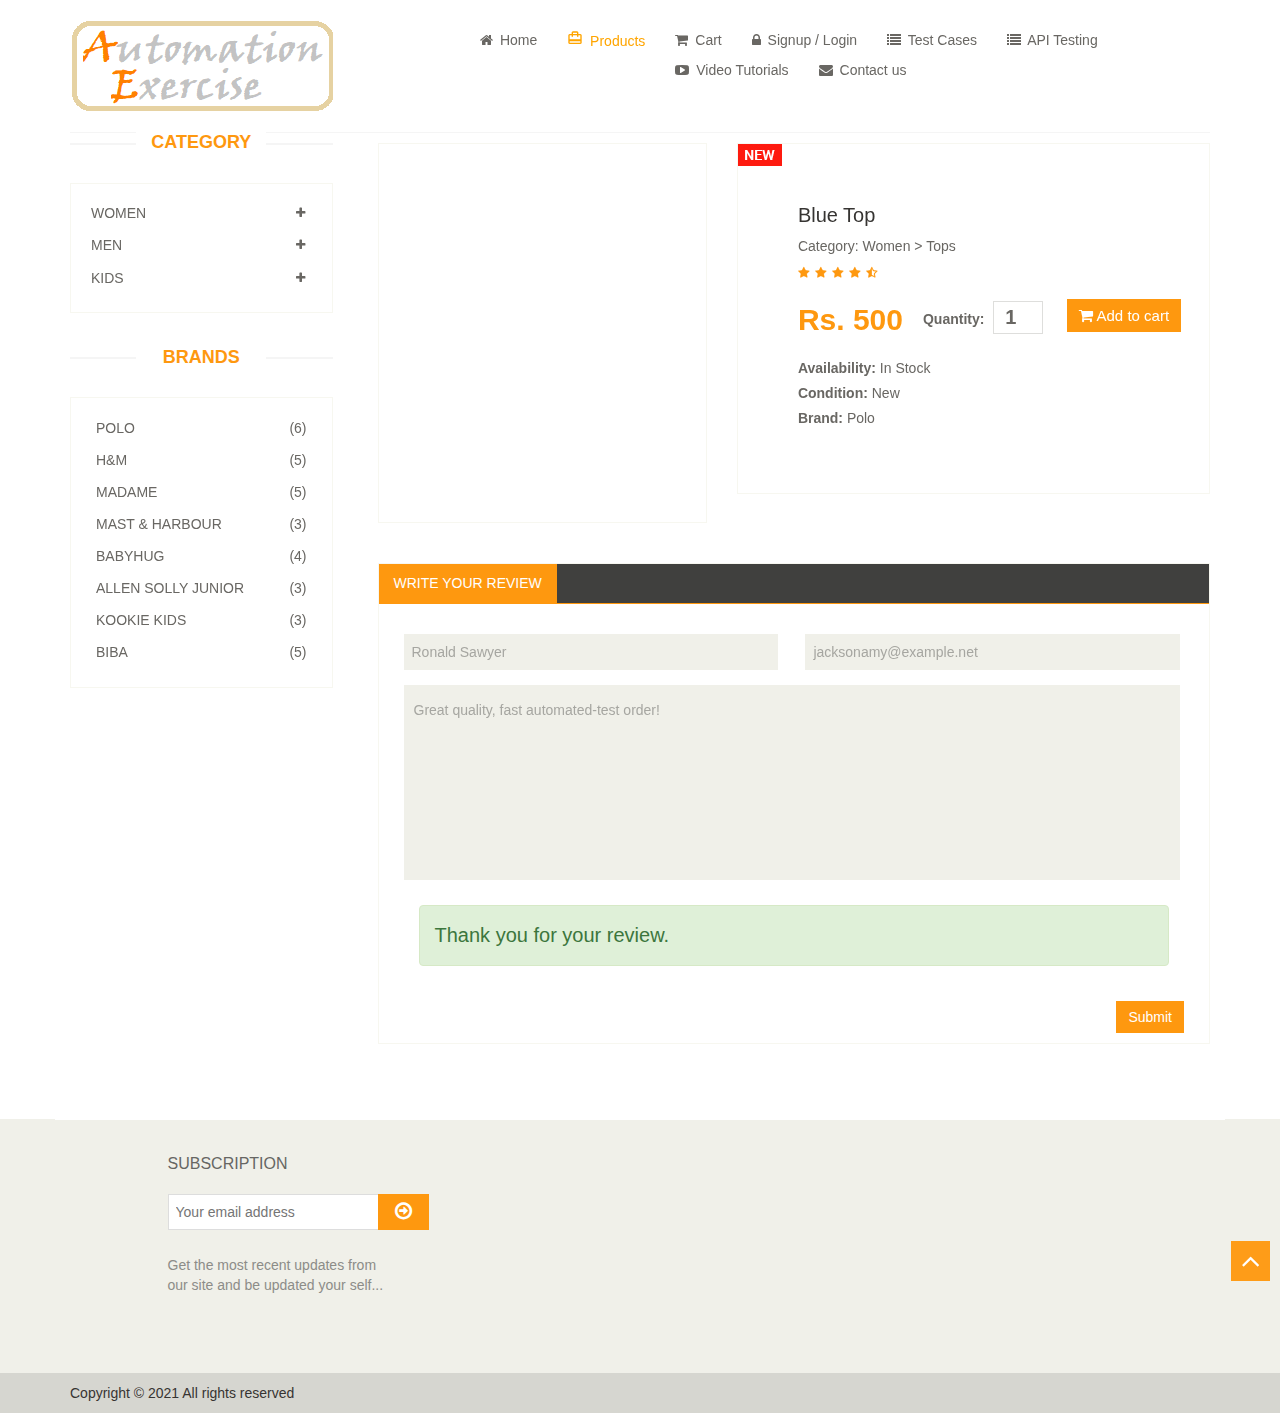 Automation
Exercise
Home
Products
Cart
Signup / Login
Test Cases
API Testing
Video Tutorials
Contact us
CATEGORY
WOMEN
MEN
KIDS
BRANDS
POLO (6)
H&M (5)
MADAME (5)
MAST & HARBOUR (3)
BABYHUG (4)
ALLEN SOLLY JUNIOR (3)
KOOKIE KIDS (3)
BIBA (5)
NEW
Blue Top
Category: Women > Tops
Rs. 500 Quantity: 1 Add to cart
Availability: In Stock
Condition: New
Brand: Polo
WRITE YOUR REVIEW
Ronald Sawyer
jacksonamy@example.net
Great quality, fast automated-test order!
Thank you for your review.
Submit
SUBSCRIPTION
Your email address
Get the most recent updates from
our site and be updated your self...
Copyright © 2021 All rights reserved